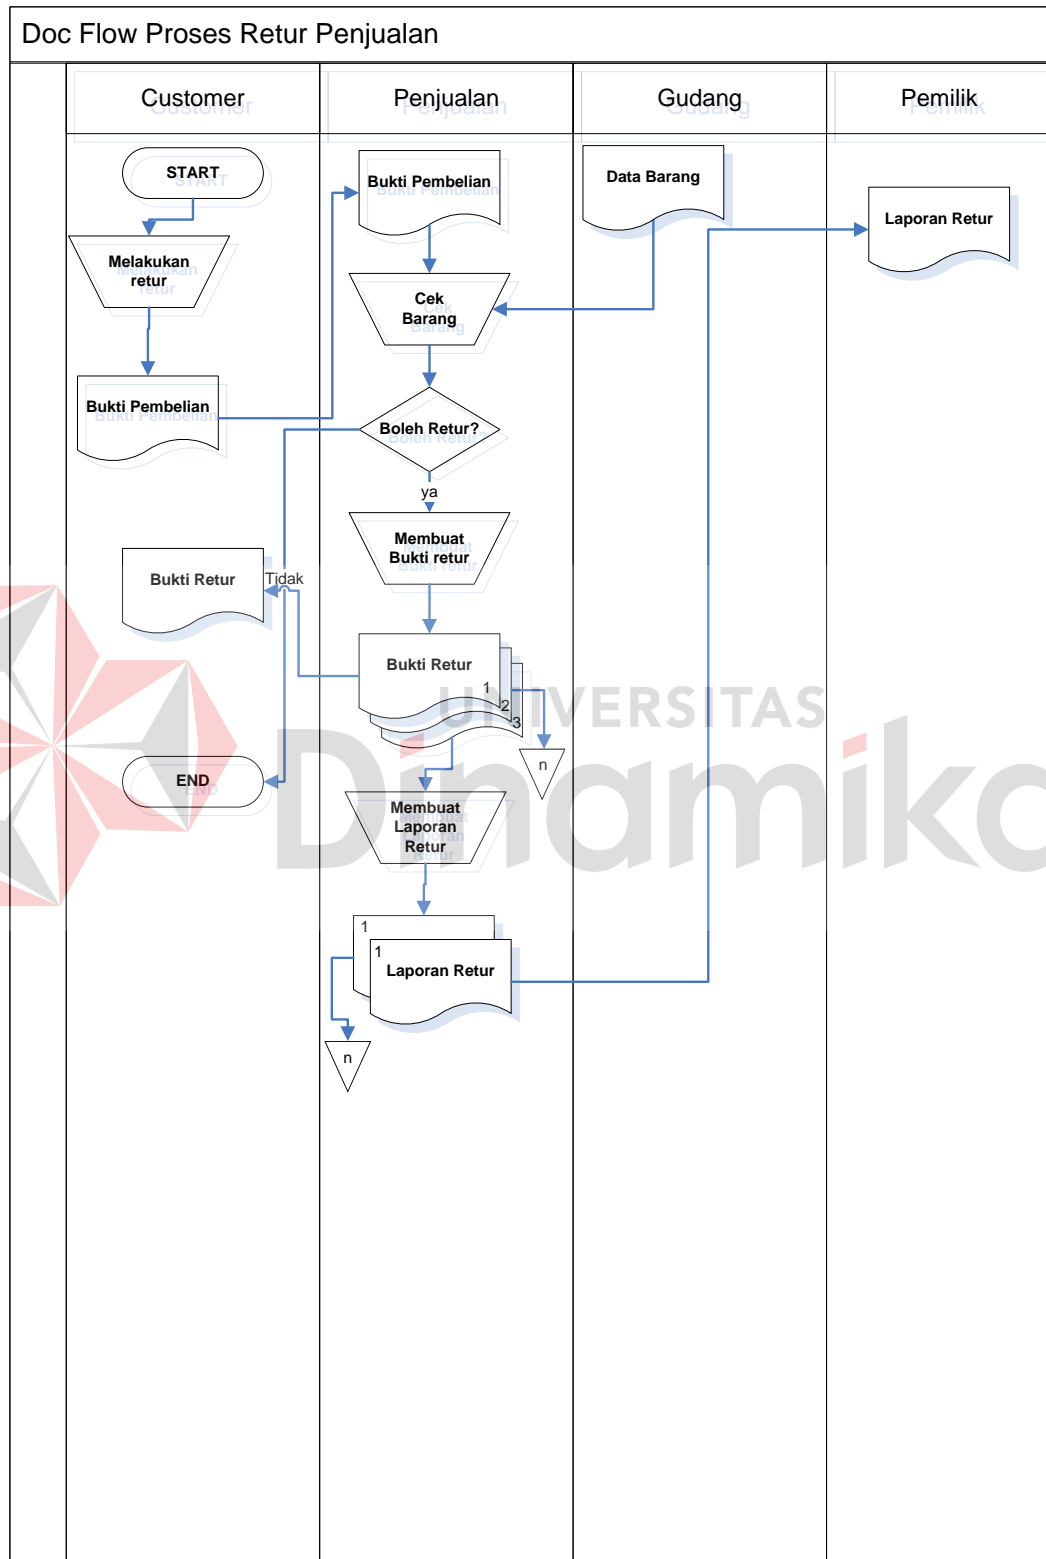 Doc Flow Proses Retur Penjualan
Customer
Penjualan
Gudang
Pemilik
START
Bukti Pembelian
Data Barang
Laporan Retur
Melakukan
retur
Cek
Barang
Bukti Pembelian
Boleh Retur?
ya
Membuat
Bukti retur
Bukti Retur
Tidak
Bukti Retur
1
2
3
UNIVERSITAS
Dinamika
n
END
Membuat
Laporan
Retur
1
1
Laporan Retur
n